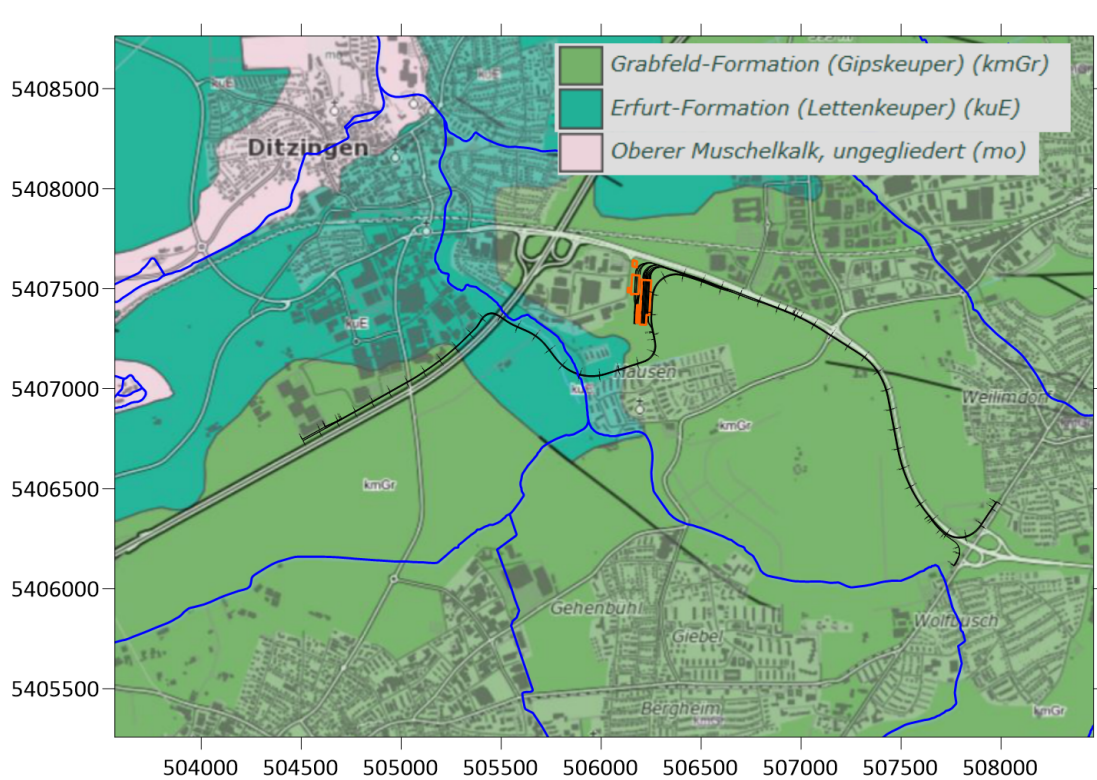 Grabfeld-Formation (Gipskeuper) (kmGr)
Erfurt-Formation (Lettenkeuper) (kuE)
Oberer Muschelkalk, ungegliedert (mo)
mo
kuE
kuE
Ditzingen
kuE
kuE
Hausen
Weilimdorf
kmGr
kmGr
Gehenbühl
Giebel
Wolfbusch
Bergheim
kmGr
5408500
5408000
5407500
5407000
5406500
5406000
5405500
504000 504500 505000 505500 506000 506500 507000 507500 508000